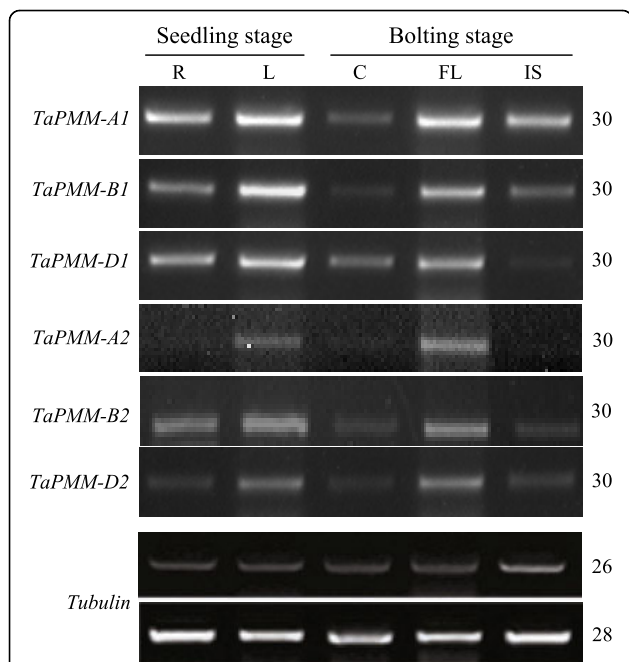 Seedling stage Bolting stage
R L C FL IS
TaPMM-A1 30
TaPMM-B1 30
TaPMM-D1 30
TaPMM-A2 30
TaPMM-B2 30
TaPMM-D2 30
26
Tubulin
28